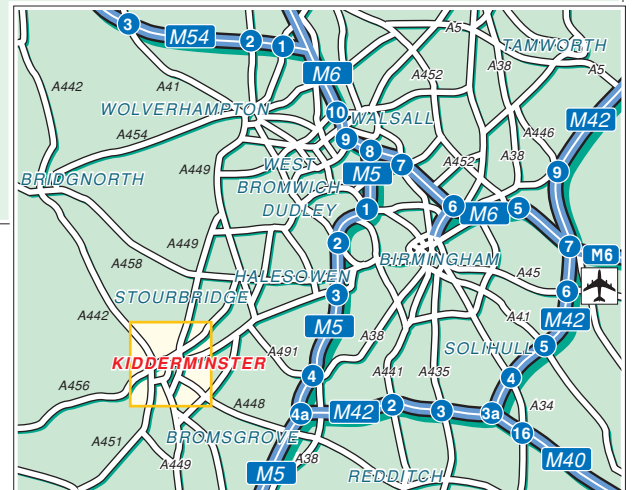 3 M54 2 1
A5
TAMWORTH
A442
A41
M6
A452
A38
A5
WOLVERHAMPTON
10
WALSALL
M42
A454
9
8
A446
A449
WEST
7
A452
A38
BRIDGNORTH
BROMWICH
M5
9
DUDLEY
1
6 M6 5
A449
2
7 M6
A458
HALESOWEN
BIRMINGHAM
A45
STOURBRIDGE
3
6
A442
M5
A41
M42
A38
5
KIDDERMINSTER
A491
SOLIHULL
A456
4
A441
A435
4
A448
4a M42 2 3 3a
A34
A451
BROMSGROVE
16
A449
A38
M40
M5
REDDITCH